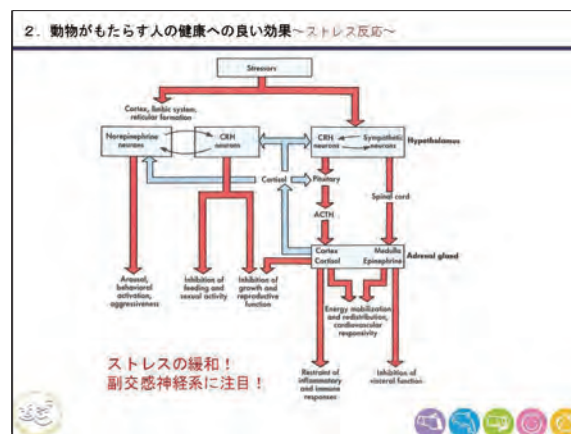 2．動物がもたらす人の健康への良い効果～ストレス反応～
Stressors
Cortex, limbic system,
reticular formation
Norepinephrine
neurons
CRH
neurons
CRH
neurons
Sympathetic
neurons
Hypothalamus
Cortisol
Pituitary
Spinal cord
ACTH
Cortex
Cortisol
Medulla
Epinephrine
Adrenal gland
Arousal,
behavioral
activation,
aggressiveness
Inhibition
of feeding
and
sexual activity
Inhibition of
growth and
reproductive
function
Energy mobilization
and redistribution,
cardiovascular
responsivity
Restraint of
inflammatory
and immune
responses
Inhibition of
visceral function
ストレスの緩和！
副交感神経系に注目！